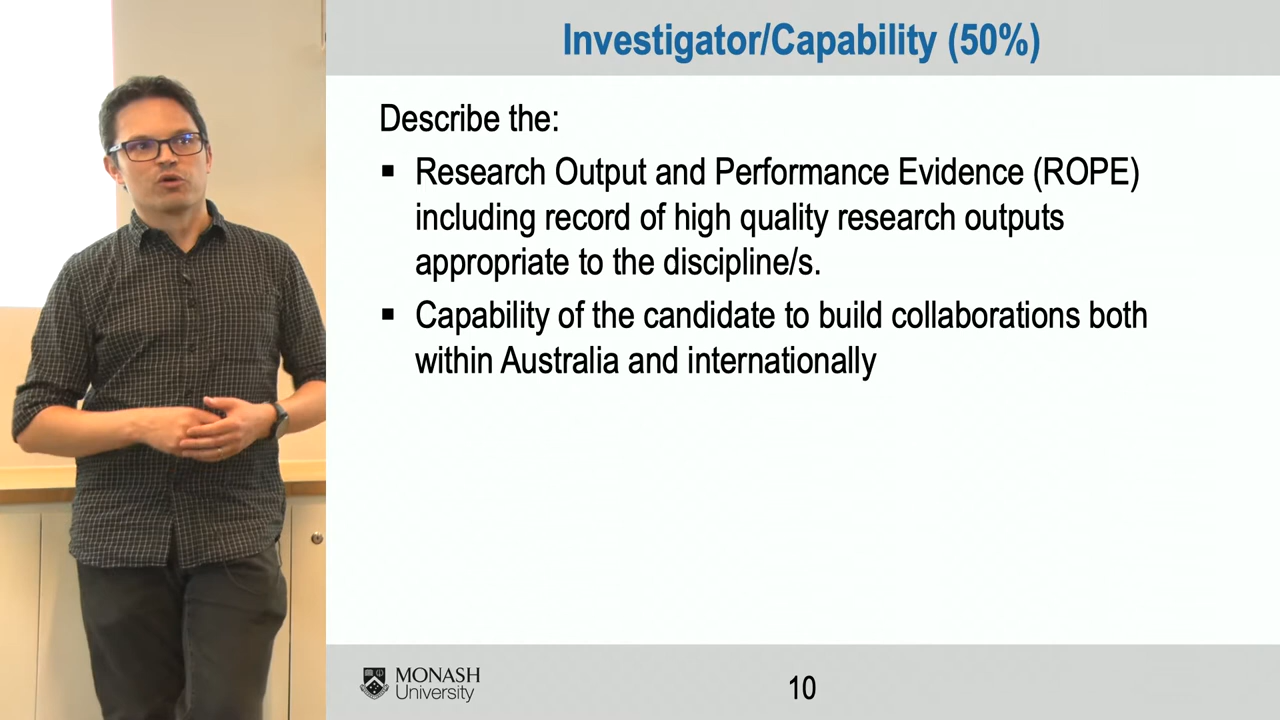 Investigator/Capability (50%)
Describe the:
▪ Research Output and Performance Evidence (ROPE)
including record of high quality research outputs
appropriate to the discipline/s.
▪ Capability of the candidate to build collaborations both
within Australia and internationally
MONASH
University
10